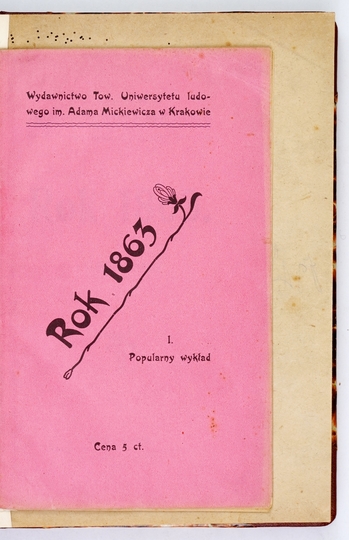 Wydawnictwo Tow. Uniwersytetu ludo-
wego im. Adama Mickiewicza w Krakowie
Rok 1863
I.
Popularny wykład
Cena 5 ct.